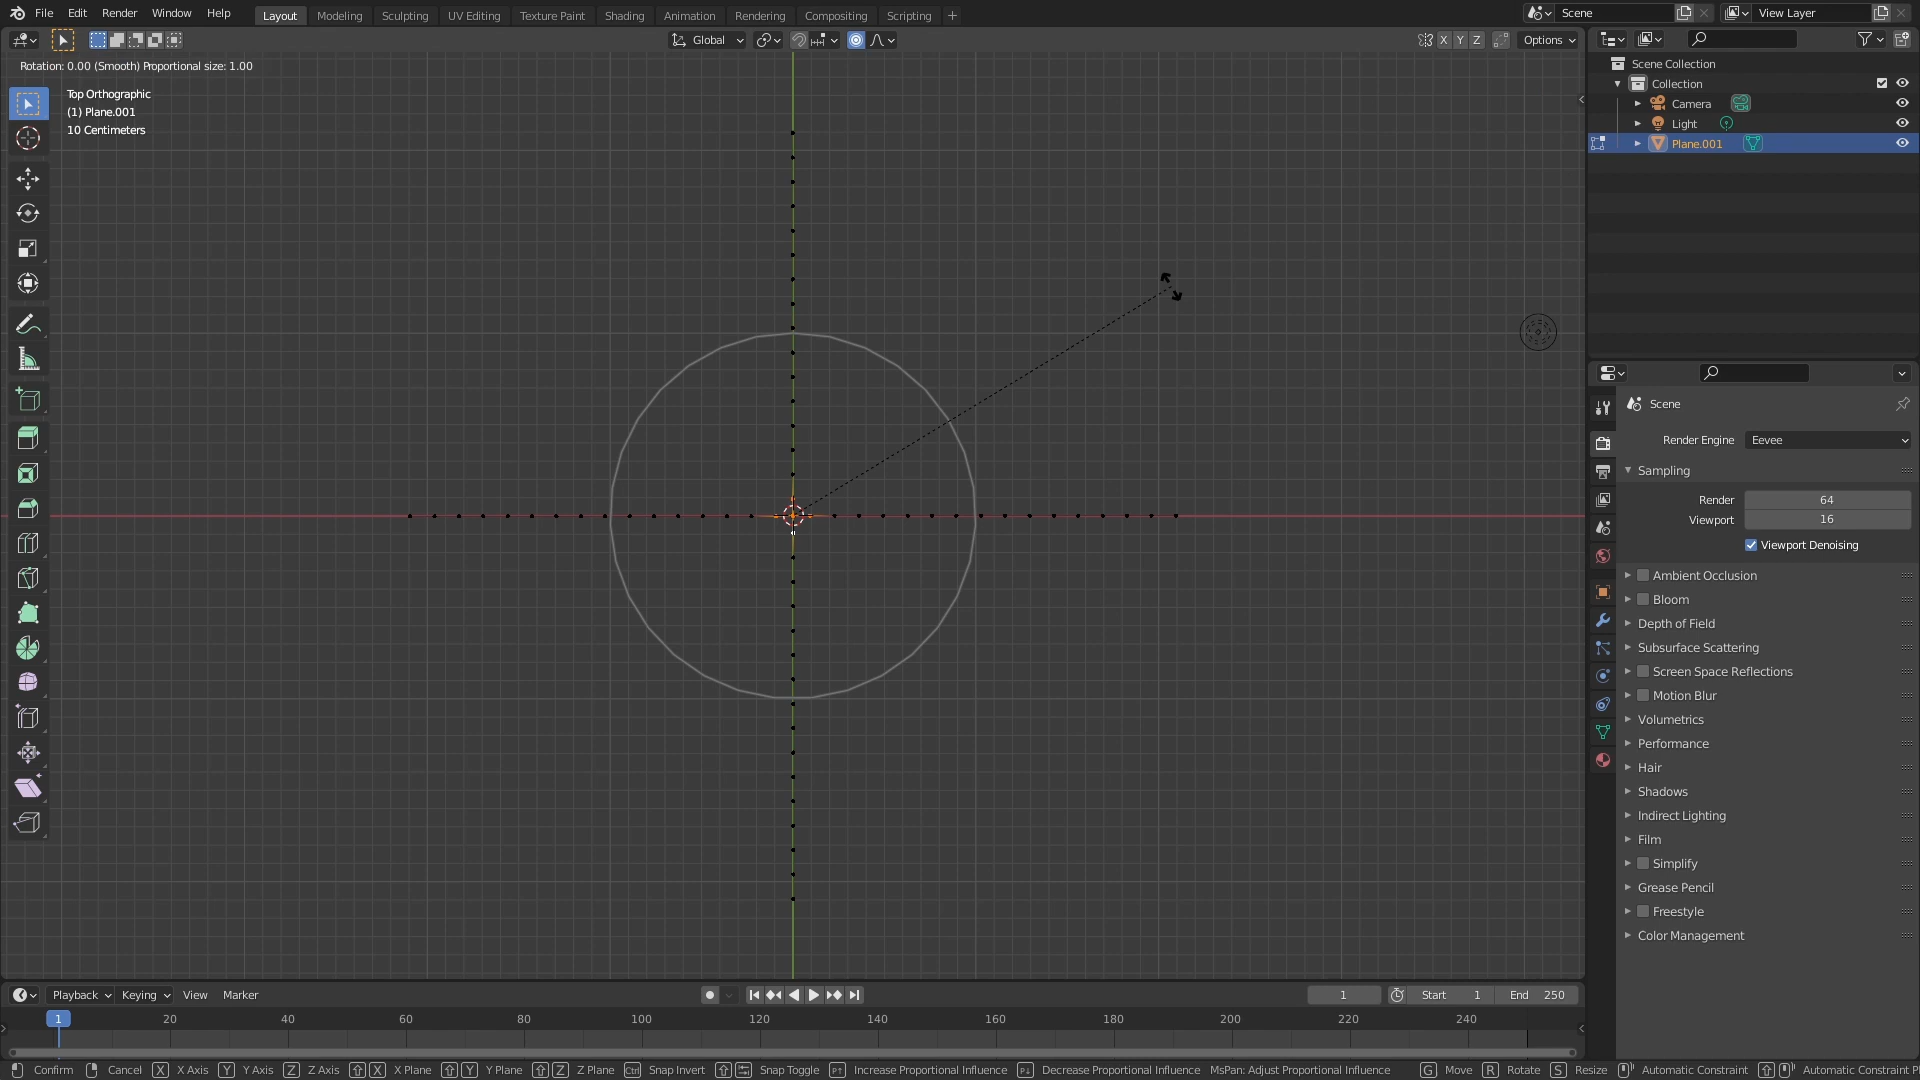 File Edit Render Window Help Layout Modeling Sculpting UV Editing Texture Paint Shading Animation Rendering Compositing Scripting + Scene View Layer
Global X Y Z Options
Rotation: 0.00 (Smooth) Proportional size: 1.00
Top Orthographic
(1) Plane.001
10 Centimeters
Scene Collection
Collection
Camera
Light
Plane.001
Scene
Render Engine Eevee
Sampling
Render 64
Viewport 16
Viewport Denoising
Ambient Occlusion
Bloom
Depth of Field
Subsurface Scattering
Screen Space Reflections
Motion Blur
Volumetrics
Performance
Hair
Shadows
Indirect Lighting
Film
Simplify
Grease Pencil
Freestyle
Color Management
Playback Keying View Marker 1 Start 1 End 250
1 20 40 60 80 100 120 140 160 180 200 220 240
Confirm Cancel X X Axis Y Y Axis Z Z Axis X X Plane Y Y Plane Z Z Plane Ctrl Snap Invert Snap Toggle P↑ Increase Proportional Influence P↓ Decrease Proportional Influence MsPan: Adjust Proportional Influence G Move R Rotate S Resize Automatic Constraint Automatic Constraint Pl